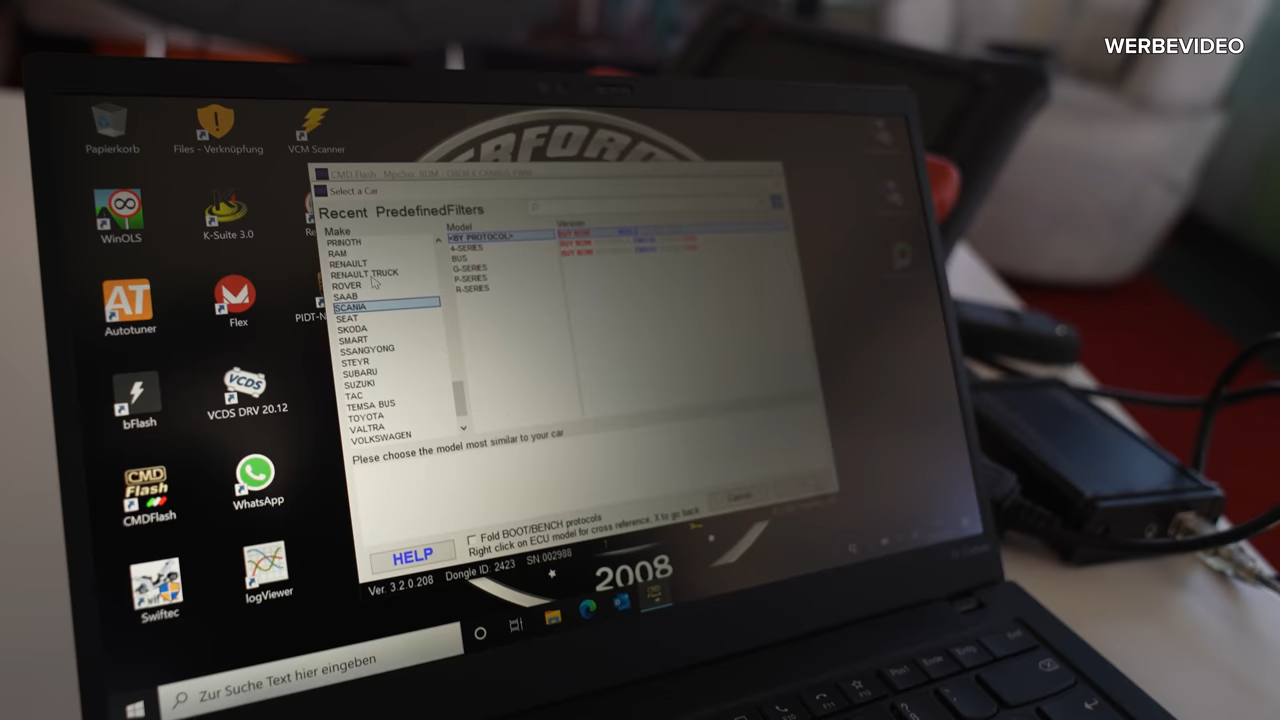 WERBEVIDEO
Papierkorb
Files - Verknüpfung
VCM Scanner
WinOLS
K-Suite 3.0
AT
Autotuner
Flex
PIDT-N
bFlash
VCDS
VCDS DRV 20.12
CMD
Flash
CMDFlash
WhatsApp
Swiftec
logViewer
Select a Car
Recent PredefinedFilters
Make
PRINOTH
RAM
RENAULT
RENAULT TRUCK
ROVER
SAAB
SCANIA
SEAT
SKODA
SMART
SSANGYONG
STEYR
SUBARU
SUZUKI
TAC
TEMSA BUS
TOYOTA
VALTRA
VOLKSWAGEN
Model
<BY PROTOCOL>
4-SERIES
BUS
G-SERIES
P-SERIES
R-SERIES
Version
BUY NOW
BUY NOW
BUY NOW
Plese choose the model most similar to your car
Fold BOOT/BENCH protocols
Right click on ECU model for cross reference, X to go back
HELP
Cancel
Ver. 3.2.0.208 Dongle ID: 2423 SN:002988
2008
Zur Suche Text hier eingeben